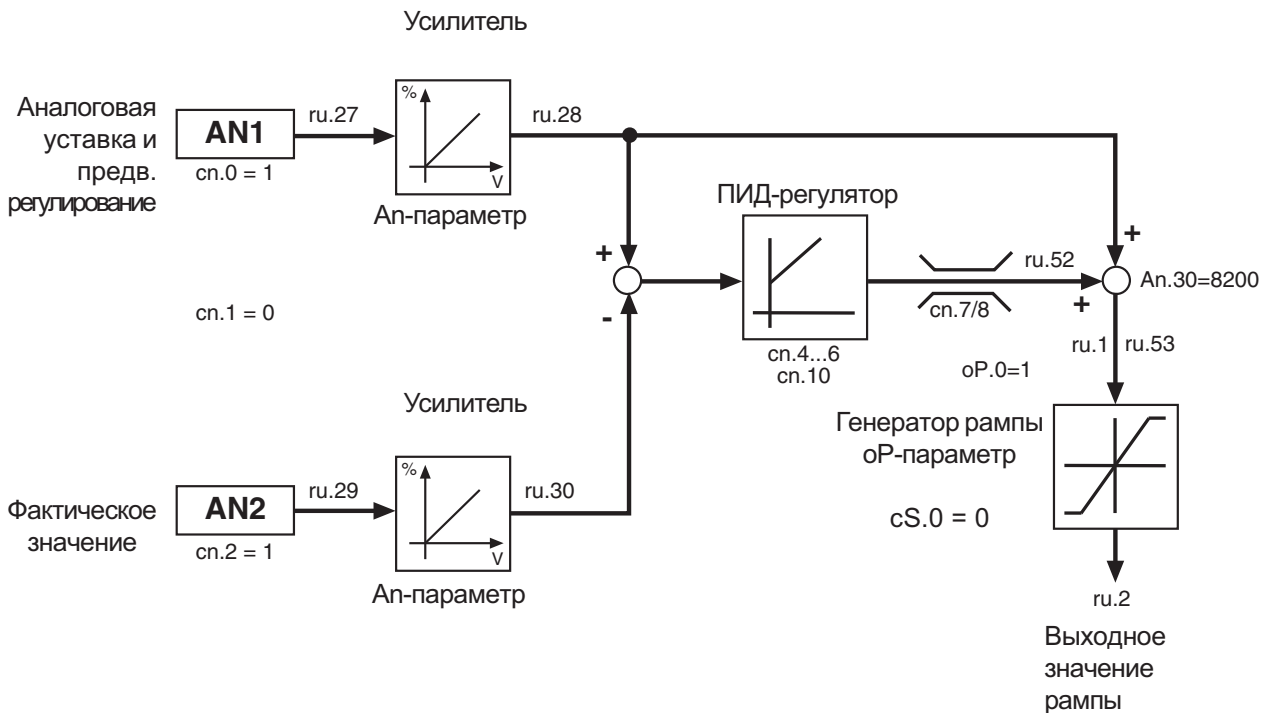 Усилитель
Аналоговая
уставка и
предв.
регулирование
AN1
cn.0 = 1
ru.27
%
V
An-параметр
ru.28
ПИД-регулятор
cn.4...6
cn.10
+
-
cn.1 = 0
ru.52
cn.7/8
+
+
An.30=8200
ru.1
ru.53
oP.0=1
Усилитель
Генератор рампы
oP-параметр
cS.0 = 0
Фактическое
значение
AN2
cn.2 = 1
ru.29
%
V
An-параметр
ru.30
ru.2
Выходное
значение
рампы